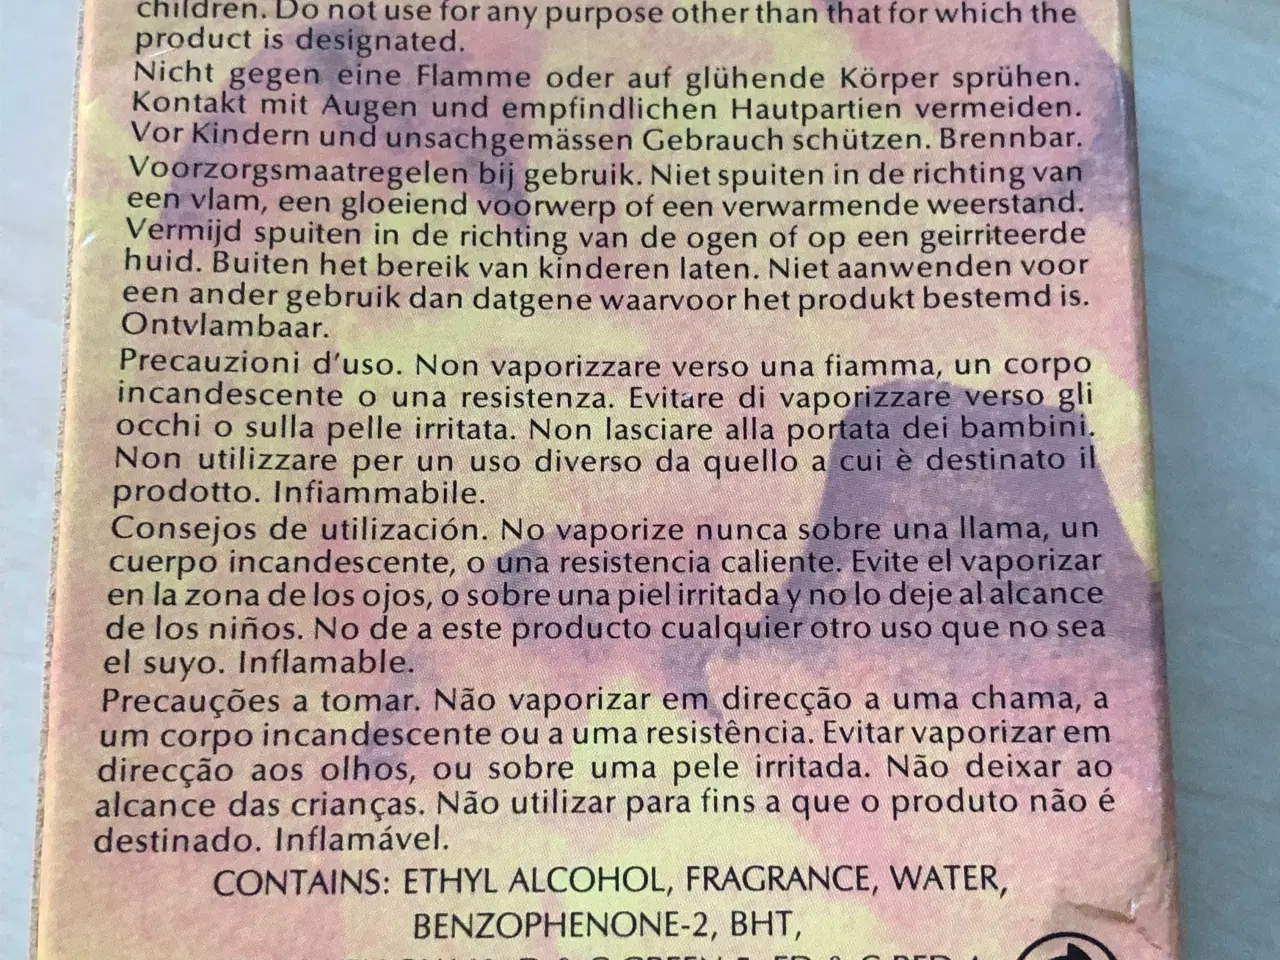 children. Do not use for any purpose other than that for which the
product is designated.
Nicht gegen eine Flamme oder auf glühende Körper sprühen.
Kontakt mit Augen und empfindlichen Hautpartien vermeiden.
Vor Kindern und unsachgemässen Gebrauch schützen. Brennbar.
Voorzorgsmaatregelen bij gebruik. Niet spuiten in de richting van
een vlam, een gloeiend voorwerp of een verwarmende weerstand.
Vermijd spuiten in de richting van de ogen of op een geirriteerde
huid. Buiten het bereik van kinderen laten. Niet aanwenden voor
een ander gebruik dan datgene waarvoor het produkt bestemd is.
Ontvlambaar.
Precauzioni d'uso. Non vaporizzare verso una fiamma, un corpo
incandescente o una resistenza. Evitare di vaporizzare verso gli
occhi o sulla pelle irritata. Non lasciare alla portata dei bambini.
Non utilizzare per un uso diverso da quello a cui è destinato il
prodotto. Infiammabile.
Consejos de utilización. No vaporize nunca sobre una llama, un
cuerpo incandescente, o una resistencia caliente. Evite el vaporizar
en la zona de los ojos, o sobre una piel irritada y no lo deje al alcance
de los niños. No de a este producto cualquier otro uso que no sea
el suyo. Inflamable.
Precauções a tomar. Não vaporizar em direcção a uma chama, a
um corpo incandescente ou a uma resistência. Evitar vaporizar em
direcção aos olhos, ou sobre uma pele irritada. Não deixar ao
alcance das crianças. Não utilizar para fins a que o produto não é
destinado. Inflamável.
CONTAINS: ETHYL ALCOHOL, FRAGRANCE, WATER,
BENZOPHENONE-2, BHT,